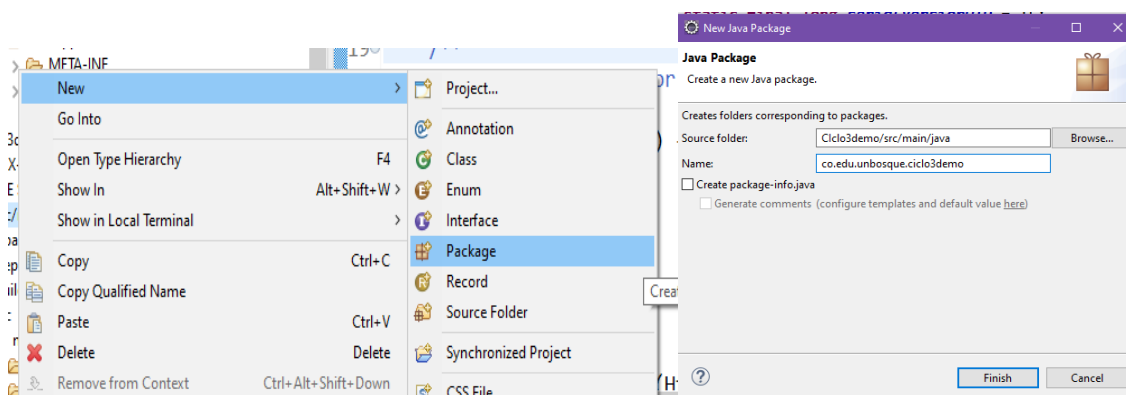 META-INF
New
Go Into
Open Type Hierarchy F4
Show In Alt+Shift+W >
Show in Local Terminal
Copy Ctrl+C
Copy Qualified Name
Paste Ctrl+V
Delete Delete
Remove from Context Ctrl+Alt+Shift+Down
Project...
Annotation
Class
Enum
Interface
Package
Record
Source Folder
Synchronized Project
CSS File
New Java Package
Java Package
Create a new Java package.
Creates folders corresponding to packages.
Source folder: CIclo3demo/src/main/java Browse...
Name: co.edu.unbosque.ciclo3demo
Create package-info.java
Generate comments (configure templates and default value here)
Finish Cancel